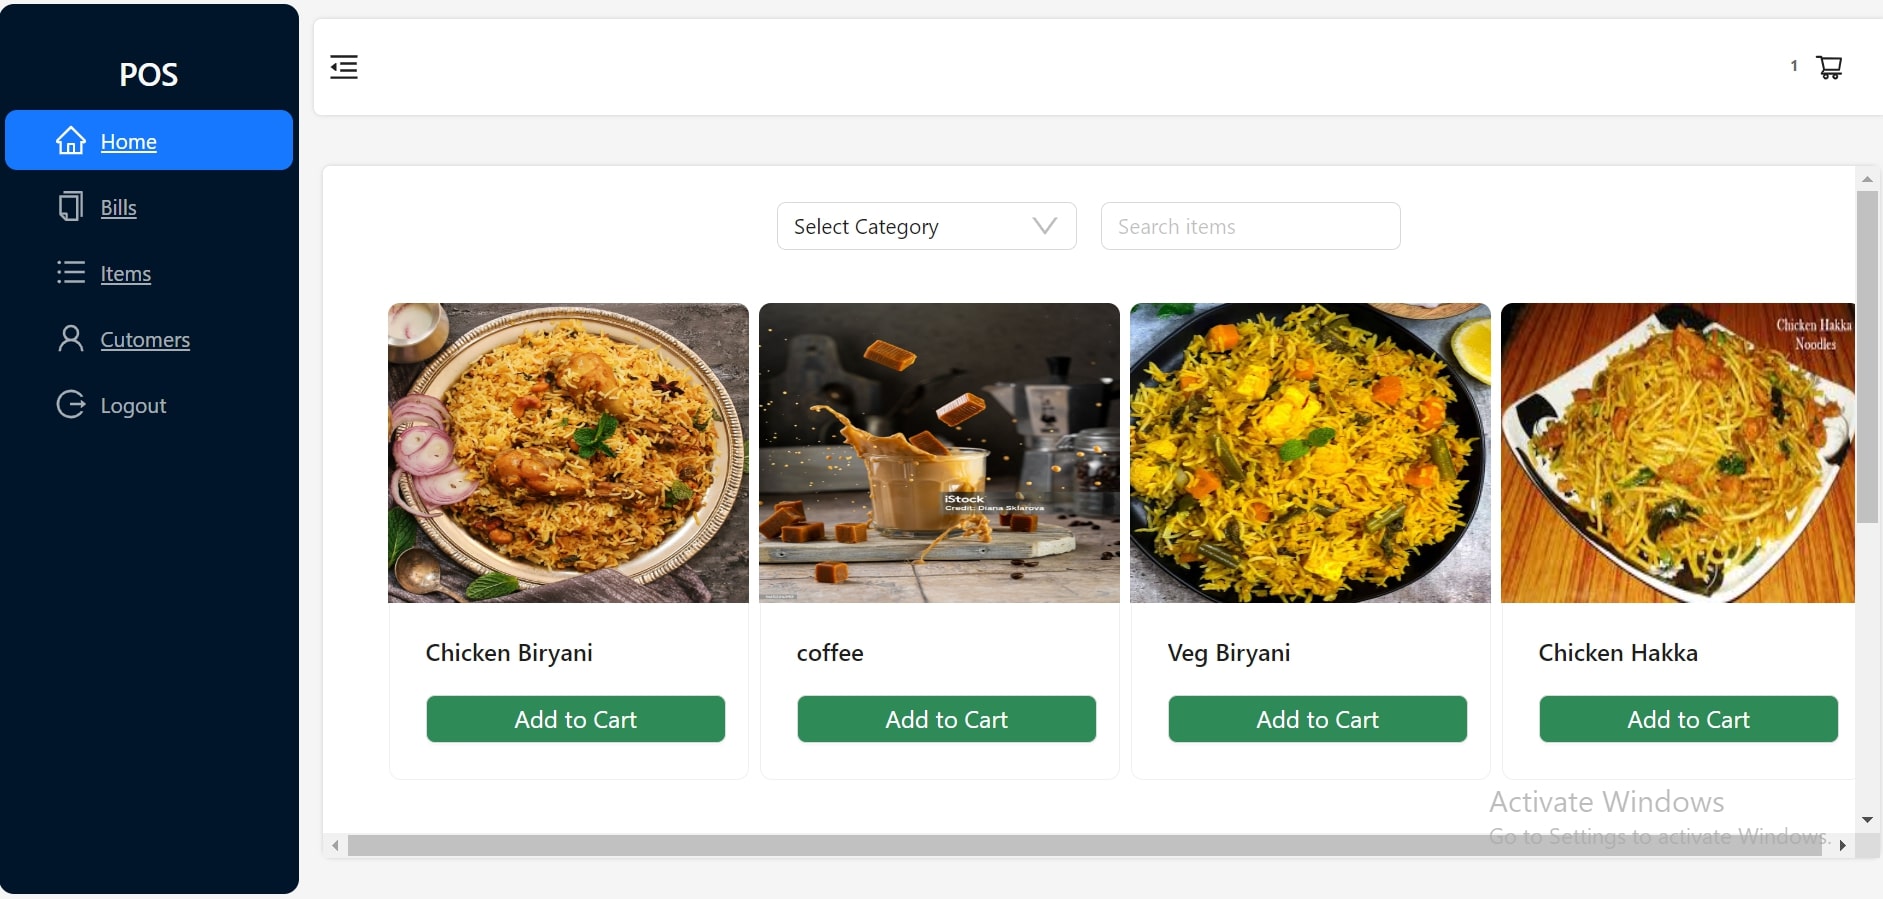 POS
Home
Bills
Items
Cutomers
Logout
1
Select Category
Search items
iStock
Credit: Diana Sklarova
Chicken Hakka
Noodles
Chicken Biryani
coffee
Veg Biryani
Chicken Hakka
Add to Cart
Add to Cart
Add to Cart
Add to Cart
Activate Windows
Go to Settings to activate Windows.